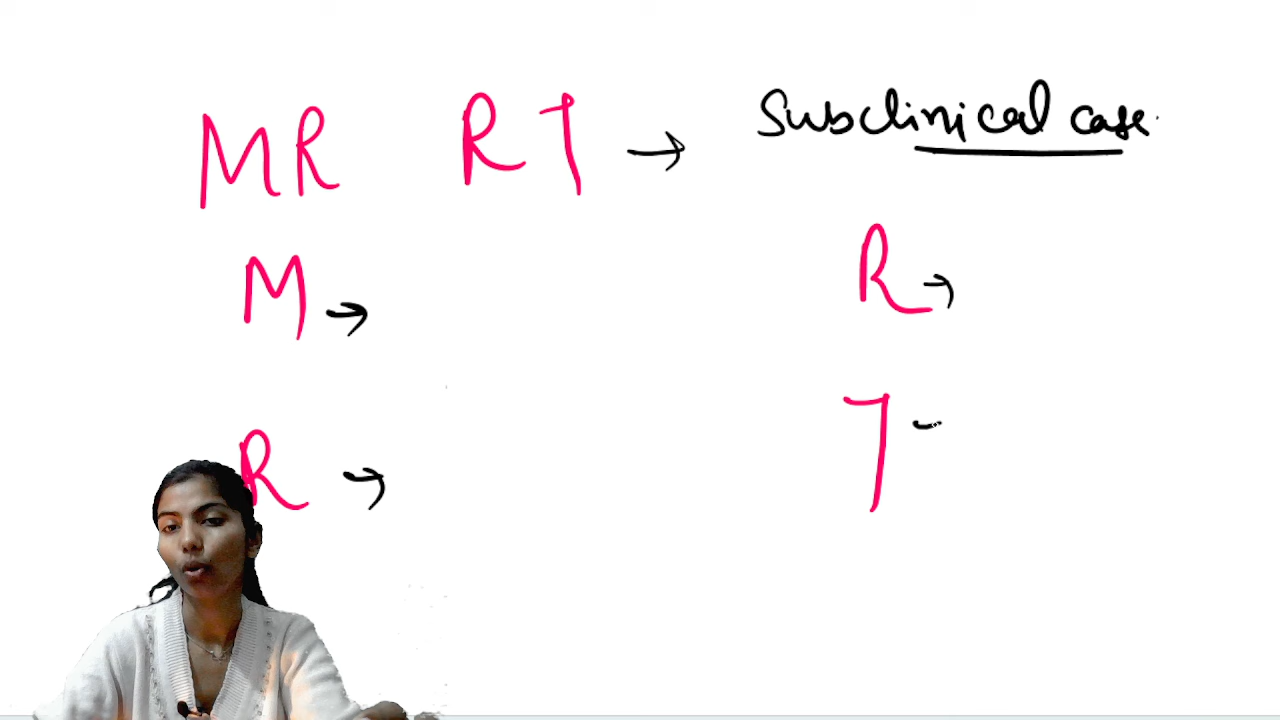 MR RT → Subclinical case
M → R →
R → T -